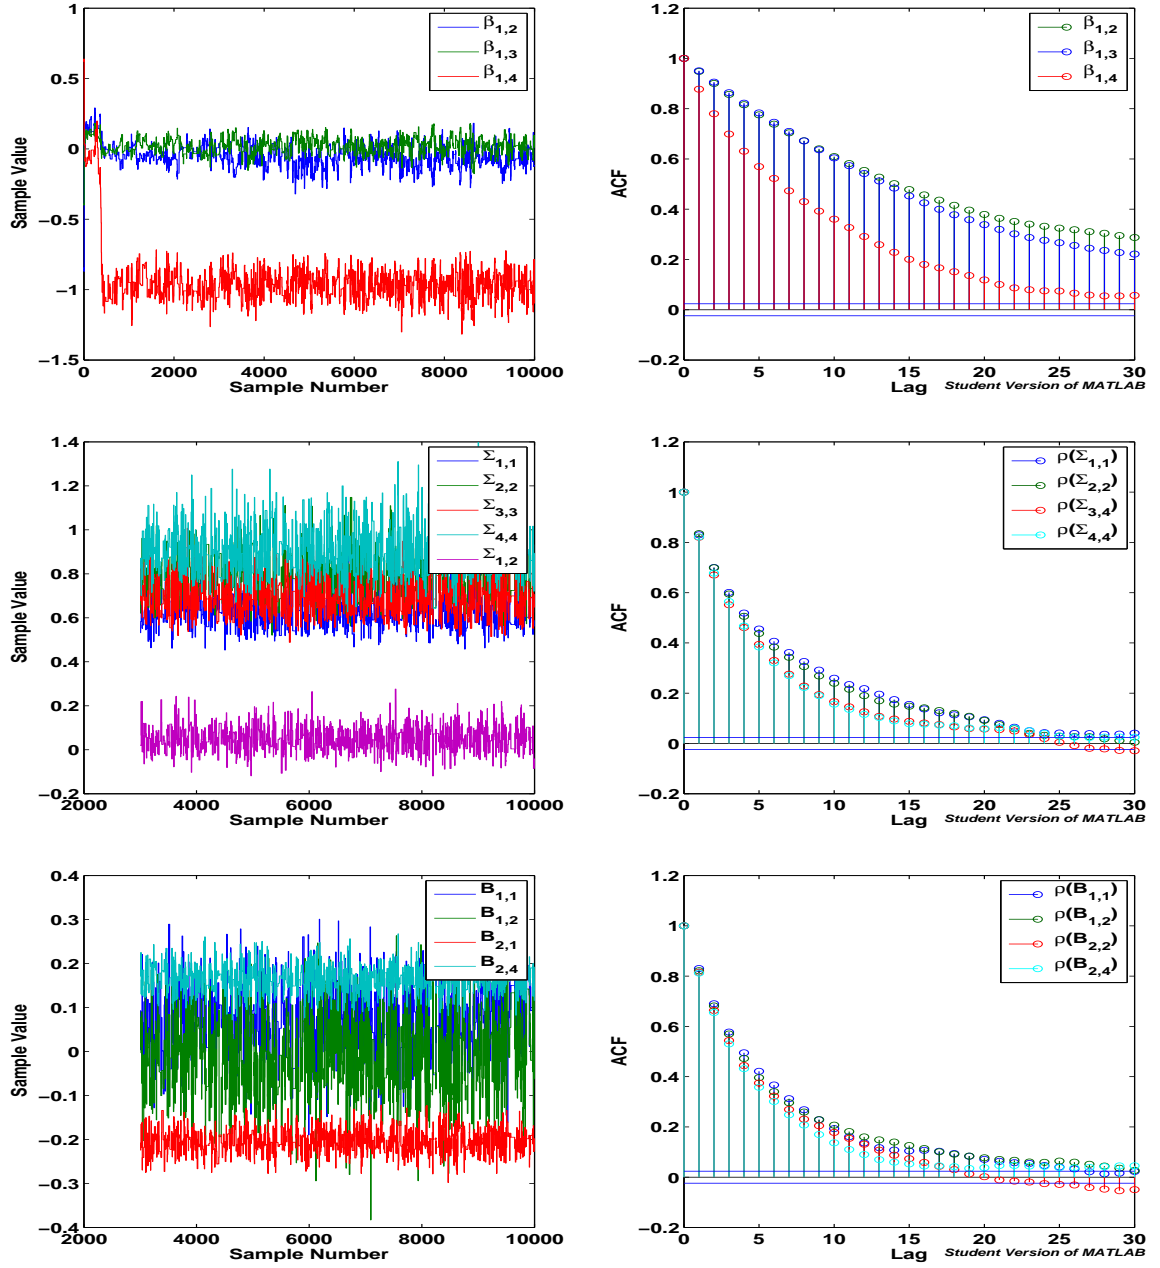 1
0.5
0
−0.5
−1
−1.5
0
2000
4000
6000
8000
10000
Sample Value
Sample Number
β1,2
β1,3
β1,4
1.2
1
0.8
0.6
0.4
0.2
0
−0.2
0
5
10
15
20
25
30
ACF
Lag
Student Version of MATLAB
β1,2
β1,3
β1,4
1.4
1.2
1
0.8
0.6
0.4
0.2
0
−0.2
2000
4000
6000
8000
10000
Sample Value
Sample Number
Σ1,1
Σ2,2
Σ3,3
Σ4,4
Σ1,2
1.2
1
0.8
0.6
0.4
0.2
0
−0.2
0
5
10
15
20
25
30
ACF
Lag
Student Version of MATLAB
ρ(Σ1,1)
ρ(Σ2,2)
ρ(Σ3,4)
ρ(Σ4,4)
0.4
0.3
0.2
0.1
0
−0.1
−0.2
−0.3
−0.4
2000
4000
6000
8000
10000
Sample Value
Sample Number
B1,1
B1,2
B2,1
B2,4
1.2
1
0.8
0.6
0.4
0.2
0
−0.2
0
5
10
15
20
25
30
ACF
Lag
Student Version of MATLAB
ρ(B1,1)
ρ(B1,2)
ρ(B2,2)
ρ(B2,4)